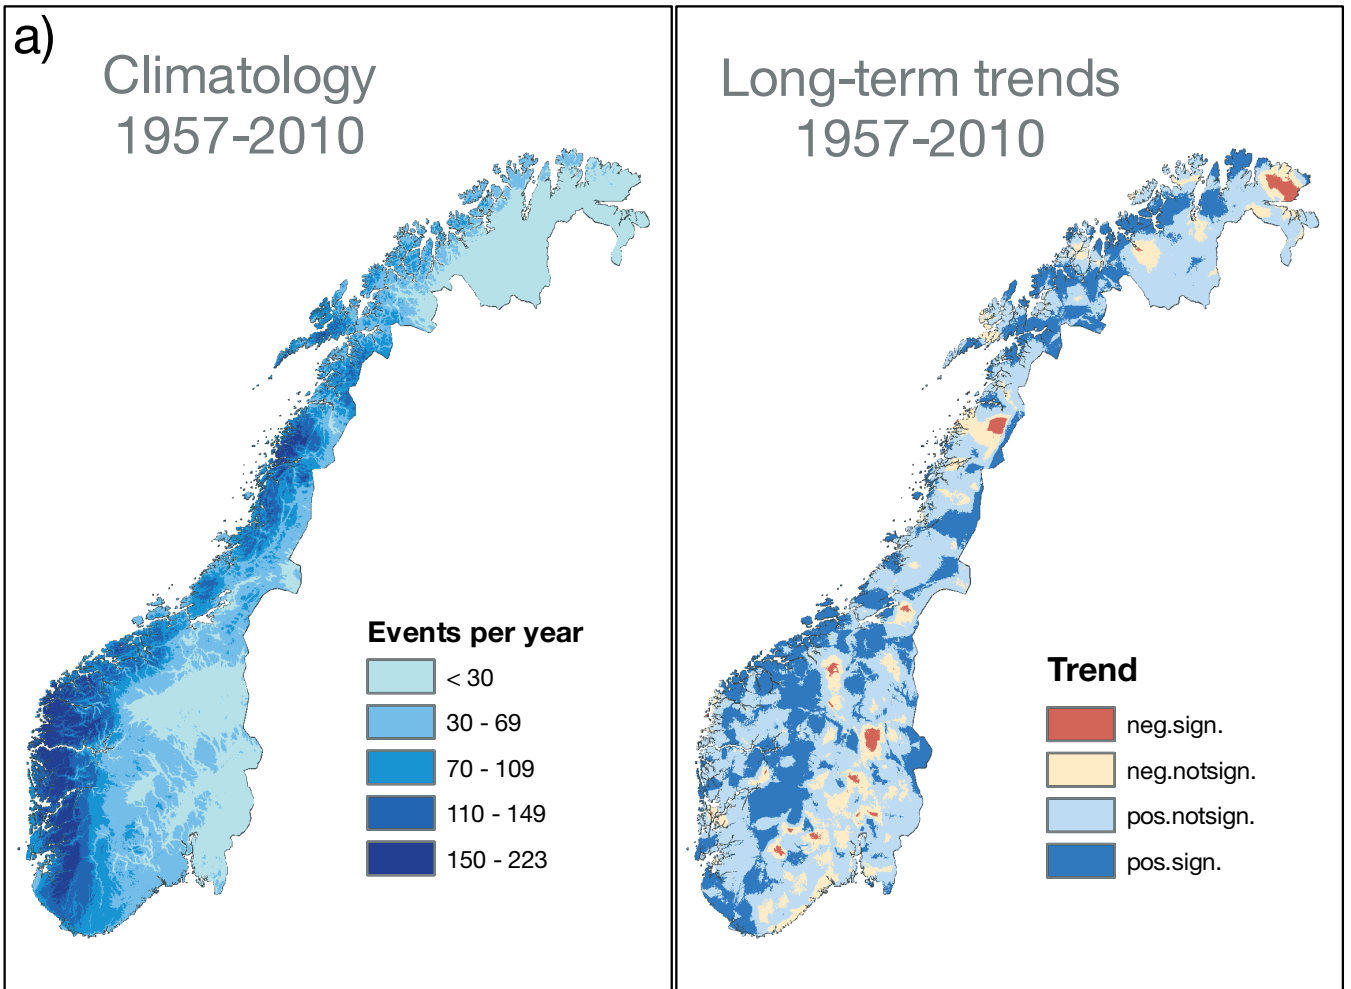 a)
Climatology
1957-2010
Events per year
< 30
30 - 69
70 - 109
110 - 149
150 - 223
Long-term trends
1957-2010
Trend
neg.sign.
neg.notsign.
pos.notsign.
pos.sign.